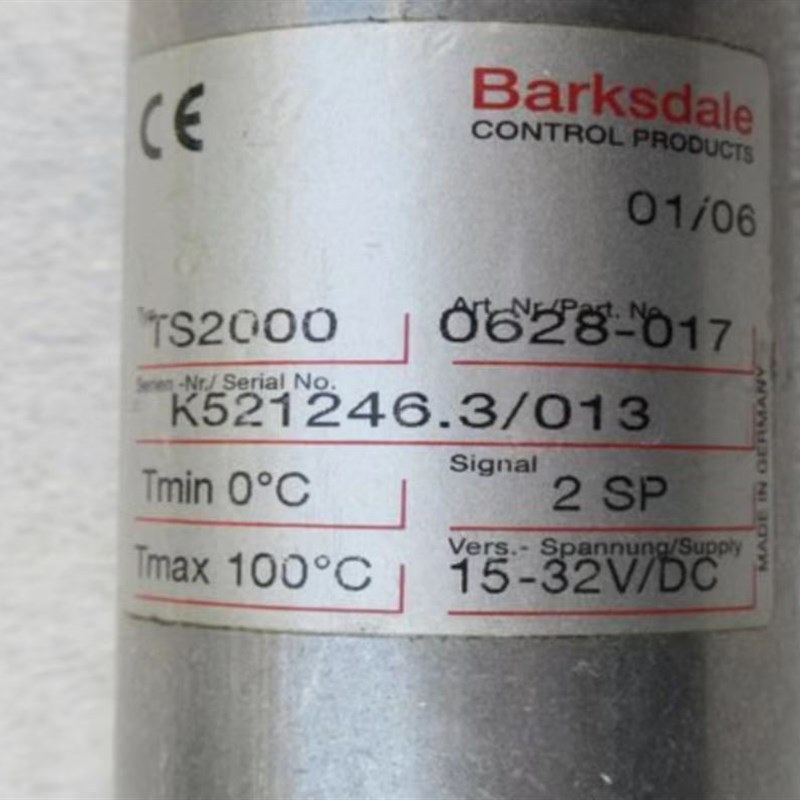 CE
Barksdale
CONTROL PRODUCTS
01/06
TS2000
Art.-Nr./Part. No.
0628-017
Serien-Nr./ Serial No.
K521246.3/013
Tmin 0°C
Signal
2 SP
Tmax 100°C
Vers.- Spannung/Supply
15-32V/DC
MADE IN GERMANY